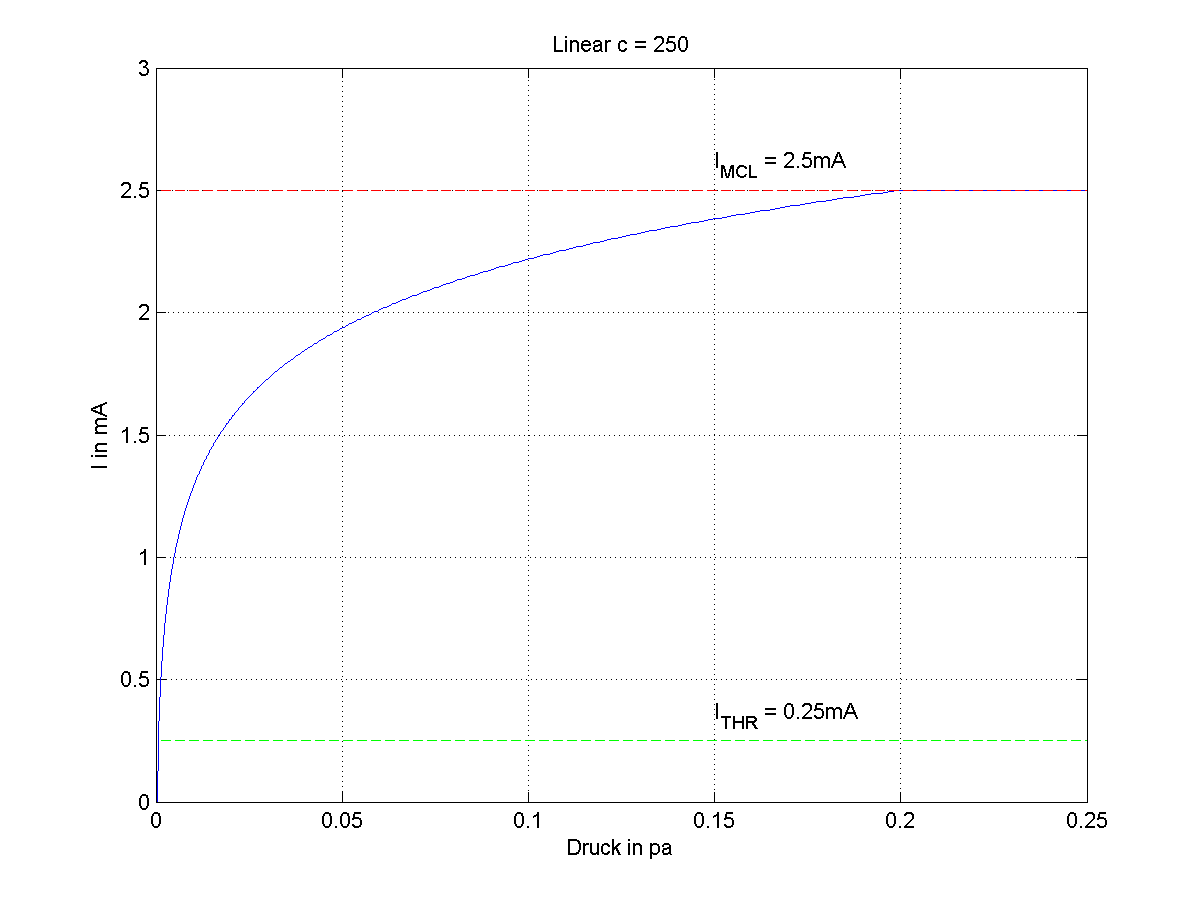 Linear c = 250
3
I_MCL = 2.5mA
2.5
2
1.5
I in mA
1
I_THR = 0.25mA
0.5
0
0 0.05 0.1 0.15 0.2 0.25
Druck in pa